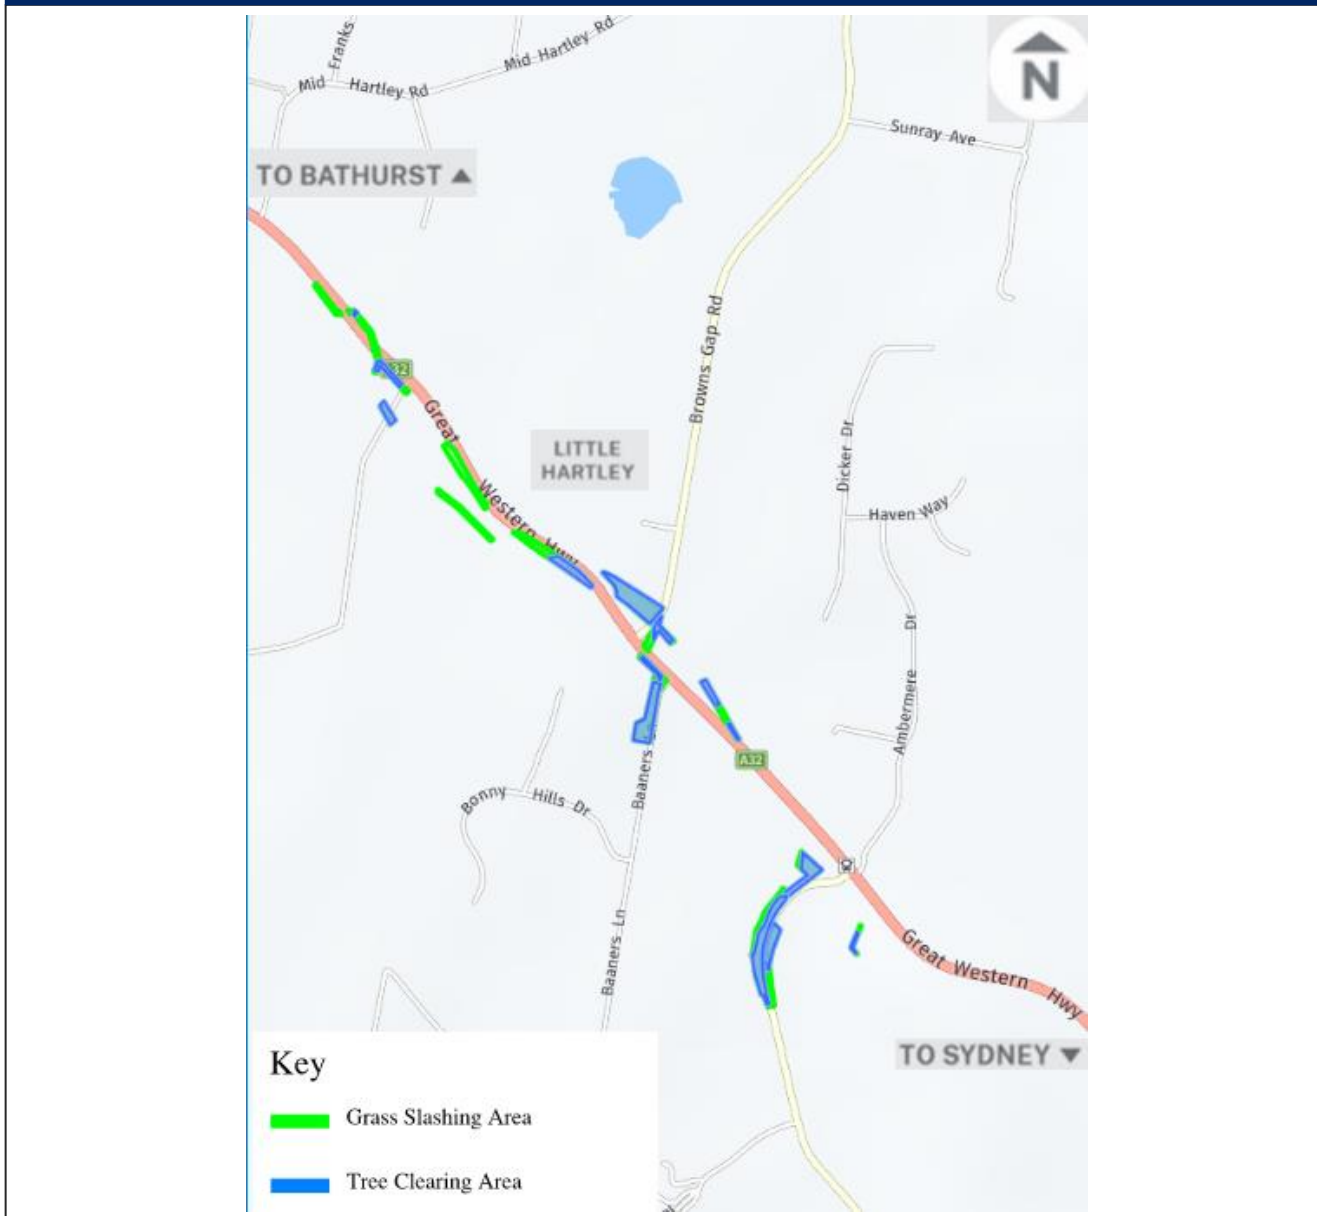 Franks
Mid Hartley Rd
Mid Hartley Rd
N
Sunray Ave
TO BATHURST ▲
Browns Gap Rd
32
Great Western Hwy
LITTLE
HARTLEY
Dicker Dr
Haven Way
Ambermere Dr
A32
Baaners
Bonny Hills Dr
Baaners Ln
Great Western Hwy
TO SYDNEY ▼
Key
Grass Slashing Area
Tree Clearing Area